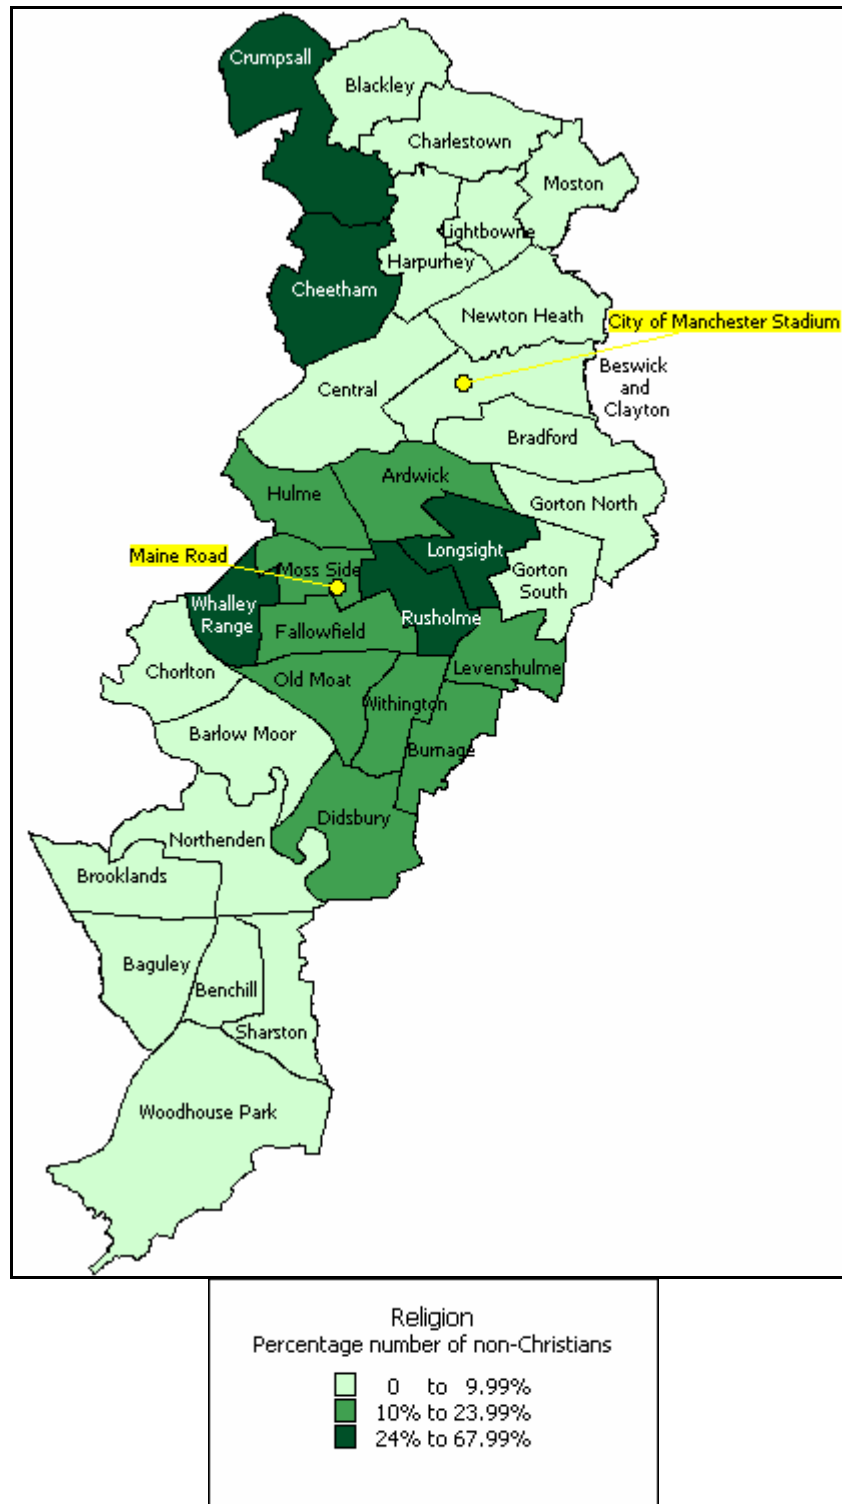 Crumpsall
Blackley
Charlestown
Moston
Lightbowne
Harpurhey
Cheetham
Newton Heath
City of Manchester Stadium
Beswick
and
Clayton
Central
Bradford
Ardwick
Hulme
Gorton North
Longsight
Maine Road
Moss Side
Gorton
South
Whalley
Range
Rusholme
Fallowfield
Chorlton
Old Moat
Levenshulme
Withington
Barlow Moor
Burnage
Didsbury
Northenden
Brooklands
Baguley
Benchill
Sharston
Woodhouse Park
Religion
Percentage number of non-Christians
0 to 9.99%
10% to 23.99%
24% to 67.99%